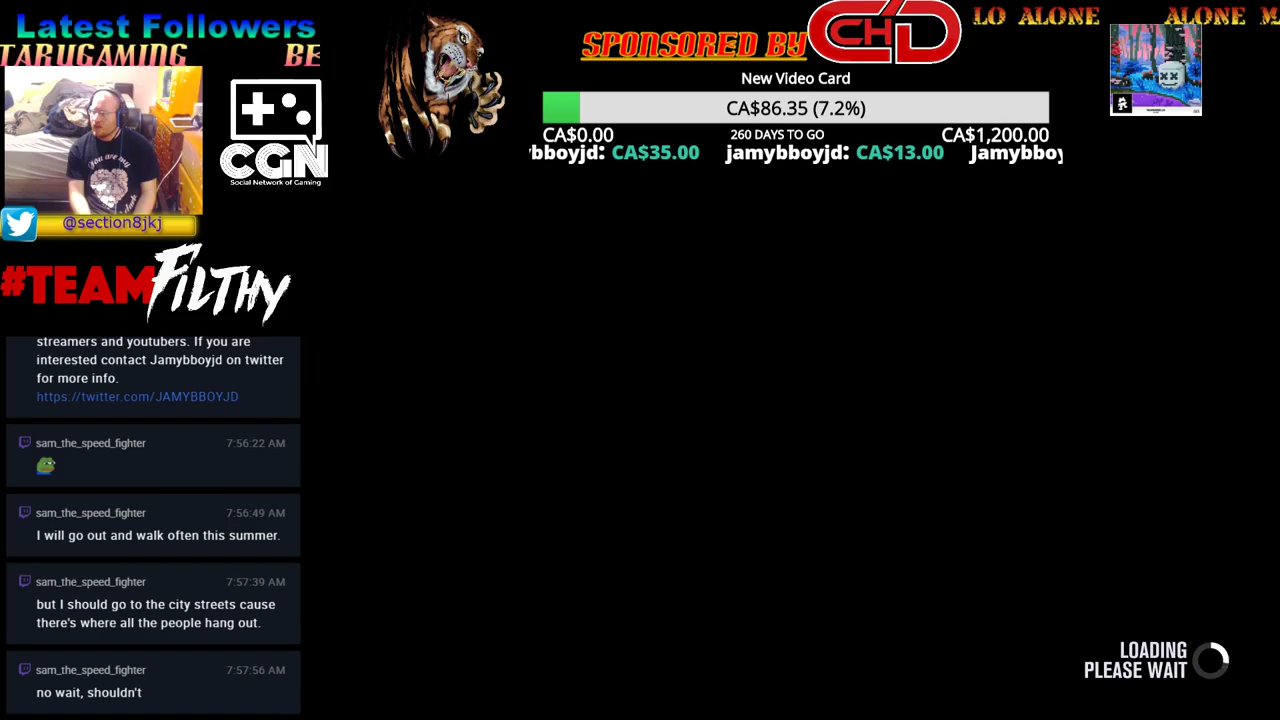 Latest Followers
TARUGAMING BE
CGN
Social Network of Gaming
@section8jkj
#TEAMFILTHY
streamers and youtubers. If you are
interested contact Jamybboyjd on twitter
for more info.
https://twitter.com/JAMYBBOYJD
sam_the_speed_fighter 7:56:22 AM
sam_the_speed_fighter 7:56:49 AM
I will go out and walk often this summer.
sam_the_speed_fighter 7:57:39 AM
but I should go to the city streets cause
there's where all the people hang out.
sam_the_speed_fighter 7:57:56 AM
no wait, shouldn't
SPONSORED BY
CHD
New Video Card
CA$86.35 (7.2%)
CA$0.00 260 DAYS TO GO CA$1,200.00
ybboyjd: CA$35.00 jamybboyjd: CA$13.00 Jamybboy
LO ALONE ALONE M
LOADING
PLEASE WAIT